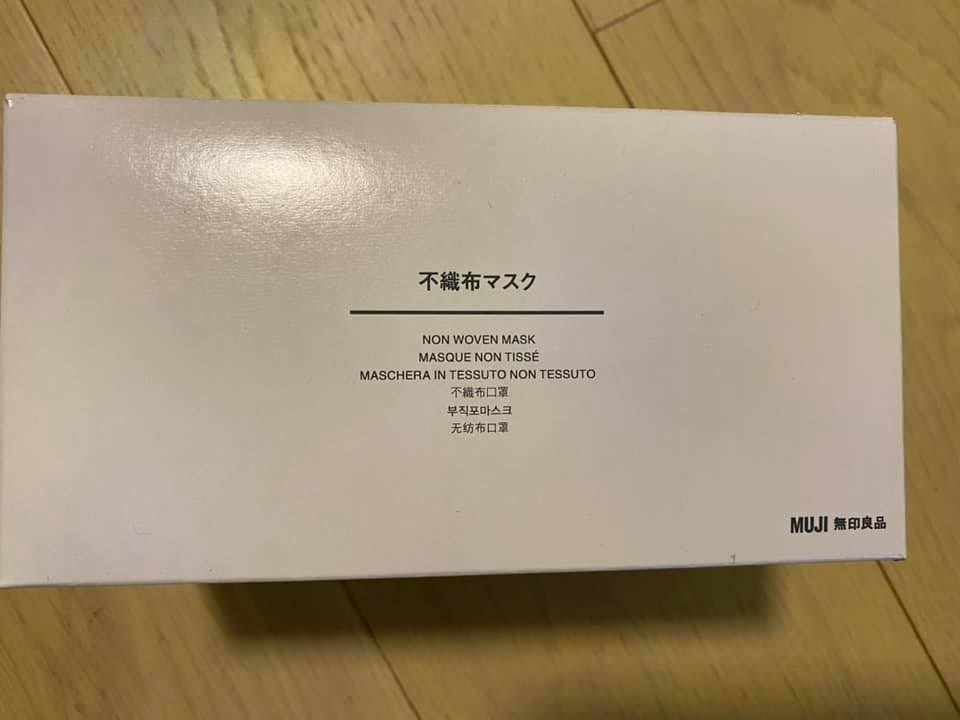 不織布マスク
NON WOVEN MASK
MASQUE NON TISSÉ
MASCHERA IN TESSUTO NON TESSUTO
不織布口罩
부직포마스크
无纺布口罩
MUJI 無印良品